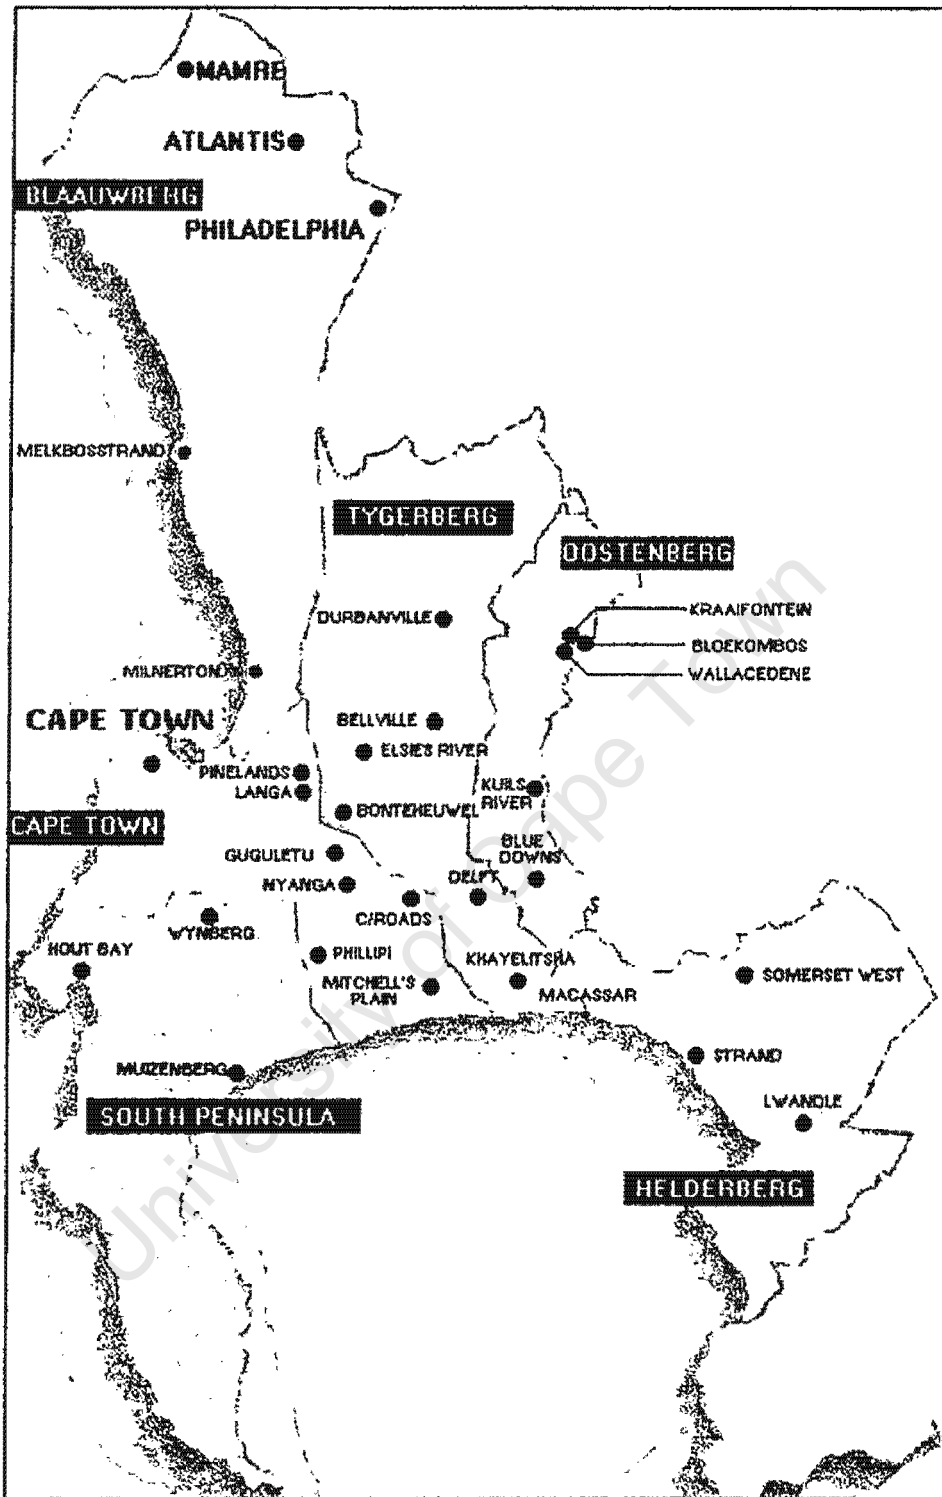 MAMRE
ATLANTIS
BLAAUWBERG
PHILADELPHIA
MELKBOSSTRAND
TYGERBERG
OOSTENBERG
KRAAIFONTEIN
DURBANVILLE
BLOEKOMBOS
WALLACEDENE
MILNERTON
CAPE TOWN
BELLVILLE
ELSIES RIVER
PINELANDS
LANGA
KUILS
RIVER
BONTEHEUWEL
CAPE TOWN
BLUE
DOWNS
GUGULETU
NYANGA
DELFT
C/ROADS
WYNBERG
HOUT BAY
PHILLIPI
KHAYELITSHA
MITCHELL'S
PLAIN
MACASSAR
SOMERSET WEST
STRAND
MUIZENBERG
LWANDLE
SOUTH PENINSULA
HELDERBERG
University of Cape Town